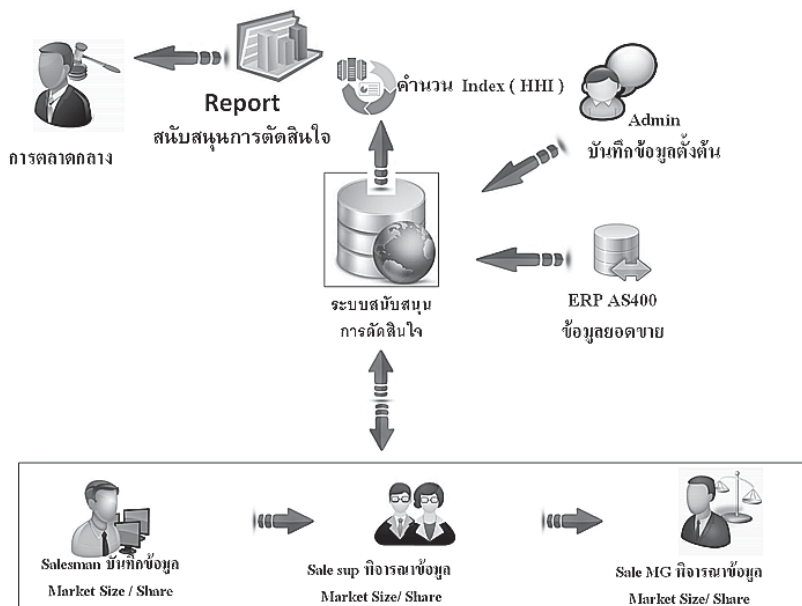 Report
สนับสนุนการตัดสินใจ
คำนวน Index ( HHI )
Admin
บันทึกข้อมูลตั้งต้น
การตลาดกลาง
ระบบสนับสนุน
การตัดสินใจ
ERP AS400
ข้อมูลยอดขาย
Salesman บันทึกข้อมูล
Market Size / Share
Sale sup พิจารณาข้อมูล
Market Size/ Share
Sale MG พิจารณาข้อมูล
Market Size/ Share